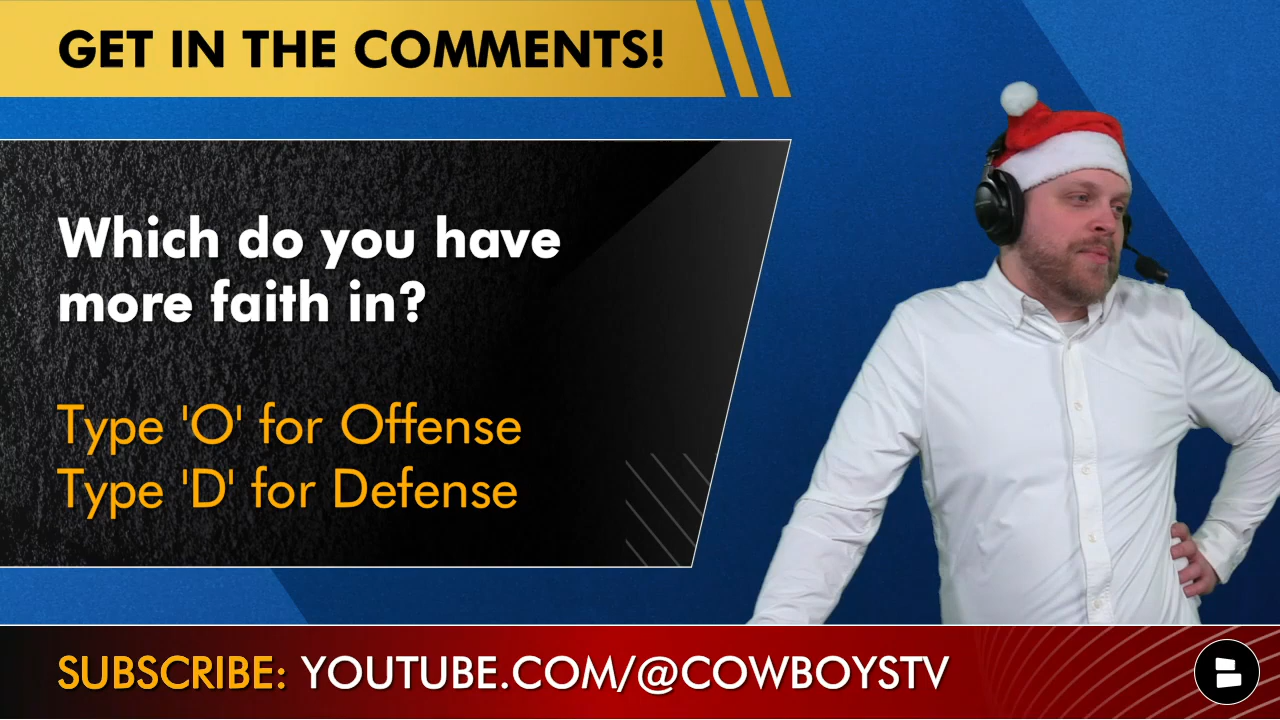 GET IN THE COMMENTS!
Which do you have
more faith in?
Type 'O' for Offense
Type 'D' for Defense
SUBSCRIBE: YOUTUBE.COM/@COWBOYSTV